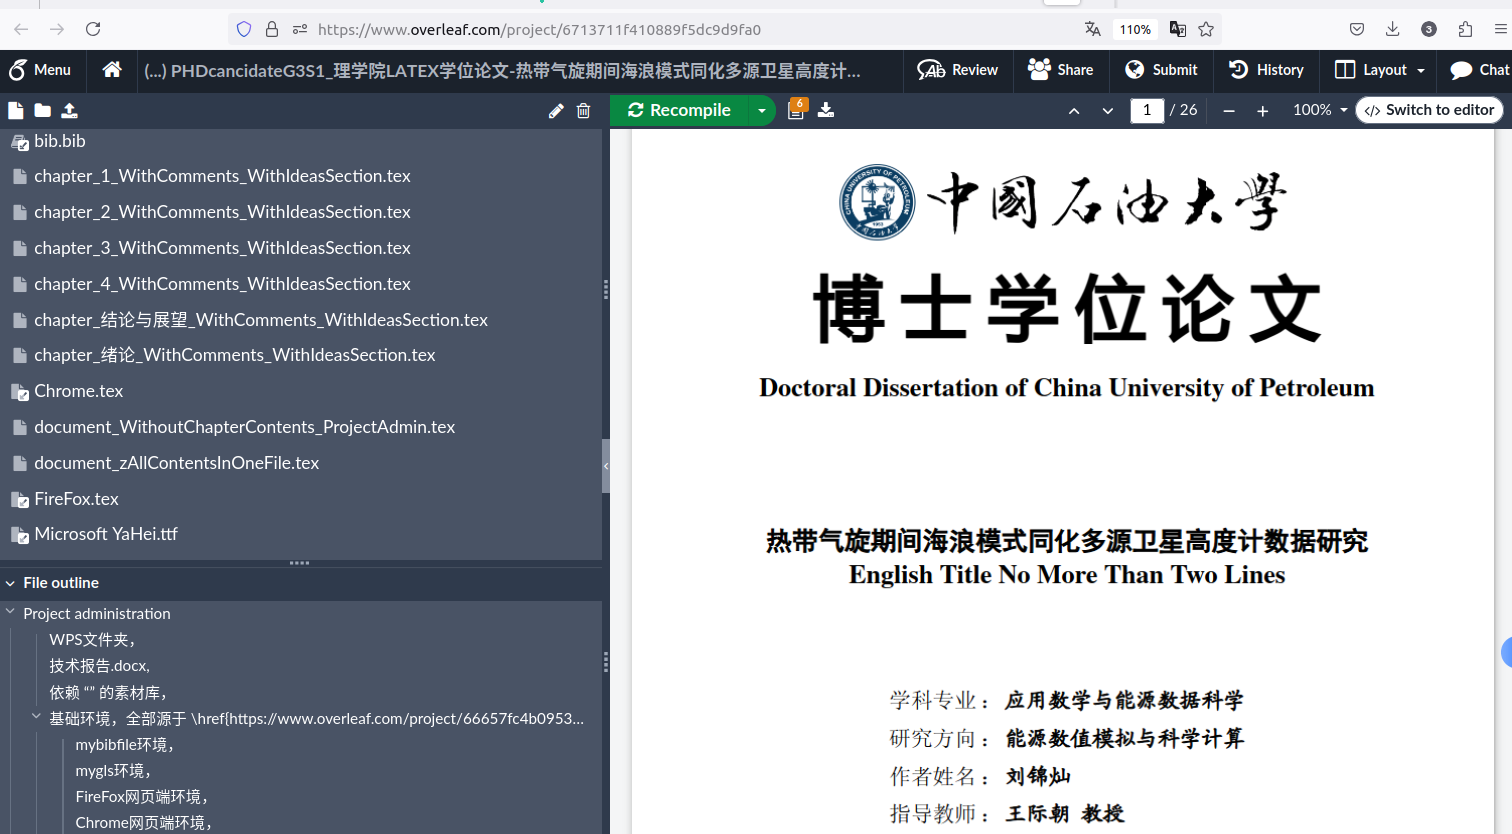 https://www.overleaf.com/project/6713711f410889f5dc9d9fa0
110%
3
Menu
(...) PHDcancidateG3S1_理学院LATEX学位论文-热带气旋期间海浪模式同化多源卫星高度计...
Review
Share
Submit
History
Layout
Chat
Recompile
6
1 / 26
100%
Switch to editor
bib.bib
chapter_1_WithComments_WithIdeasSection.tex
chapter_2_WithComments_WithIdeasSection.tex
chapter_3_WithComments_WithIdeasSection.tex
chapter_4_WithComments_WithIdeasSection.tex
chapter_结论与展望_WithComments_WithIdeasSection.tex
chapter_绪论_WithComments_WithIdeasSection.tex
Chrome.tex
document_WithoutChapterContents_ProjectAdmin.tex
document_zAllContentsInOneFile.tex
FireFox.tex
Microsoft YaHei.ttf
File outline
Project administration
WPS文件夹，
技术报告.docx,
依赖 “” 的素材库，
基础环境，全部源于 \href{https://www.overleaf.com/project/66657fc4b0953...
mybibfile环境，
mygls环境，
FireFox网页端环境，
Chrome网页端环境，
CHINA UNIVERSITY OF PETROLEUM
中國石油大學
博士学位论文
Doctoral Dissertation of China University of Petroleum
热带气旋期间海浪模式同化多源卫星高度计数据研究
English Title No More Than Two Lines
学科专业： 应用数学与能源数据科学
研究方向： 能源数值模拟与科学计算
作者姓名： 刘锦灿
指导教师： 王际朝 教授